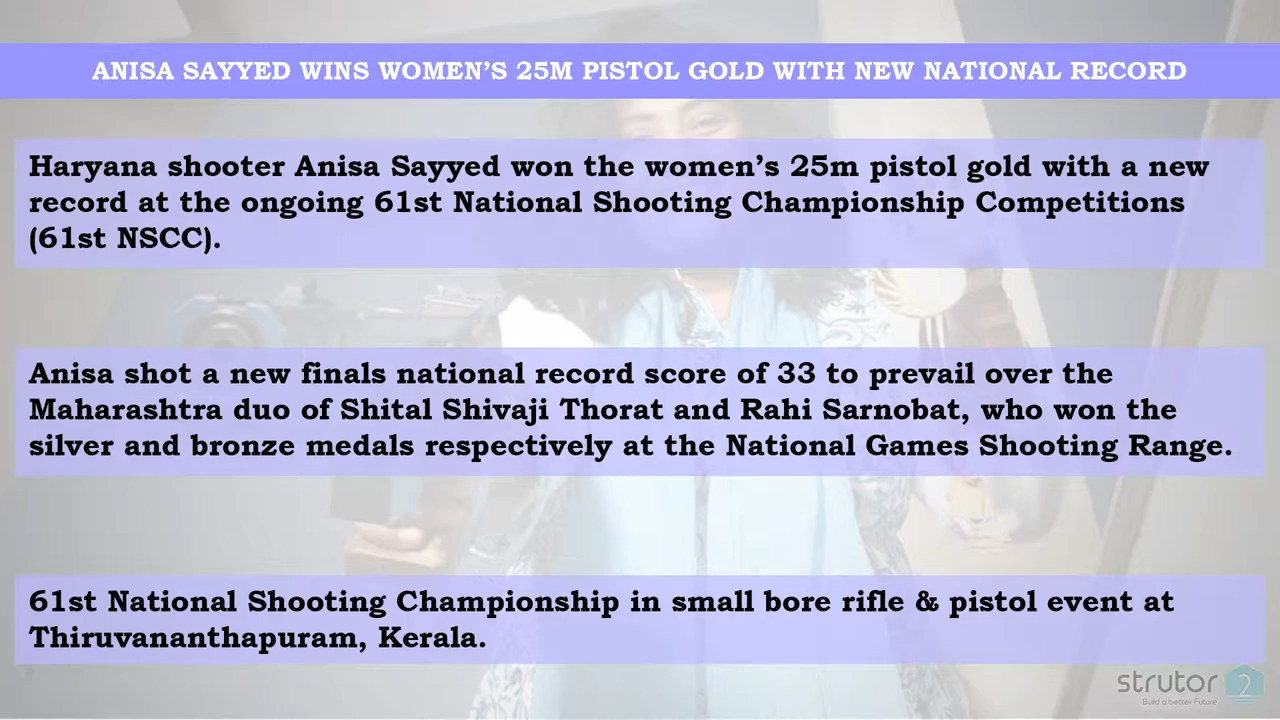 ANISA SAYYED WINS WOMEN’S 25M PISTOL GOLD WITH NEW NATIONAL RECORD
Haryana shooter Anisa Sayyed won the women’s 25m pistol gold with a new
record at the ongoing 61st National Shooting Championship Competitions
(61st NSCC).
Anisa shot a new finals national record score of 33 to prevail over the
Maharashtra duo of Shital Shivaji Thorat and Rahi Sarnobat, who won the
silver and bronze medals respectively at the National Games Shooting Range.
61st National Shooting Championship in small bore rifle & pistol event at
Thiruvananthapuram, Kerala.
strutor 2
Build a better Future